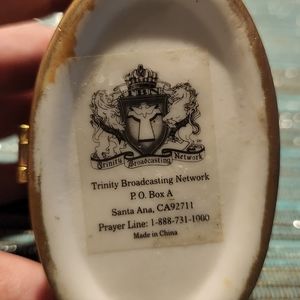 Trinity Broadcasting Network
Trinity Broadcasting Network
P.O. Box A
Santa Ana, CA92711
Prayer Line: 1-888-731-1000
Made in China